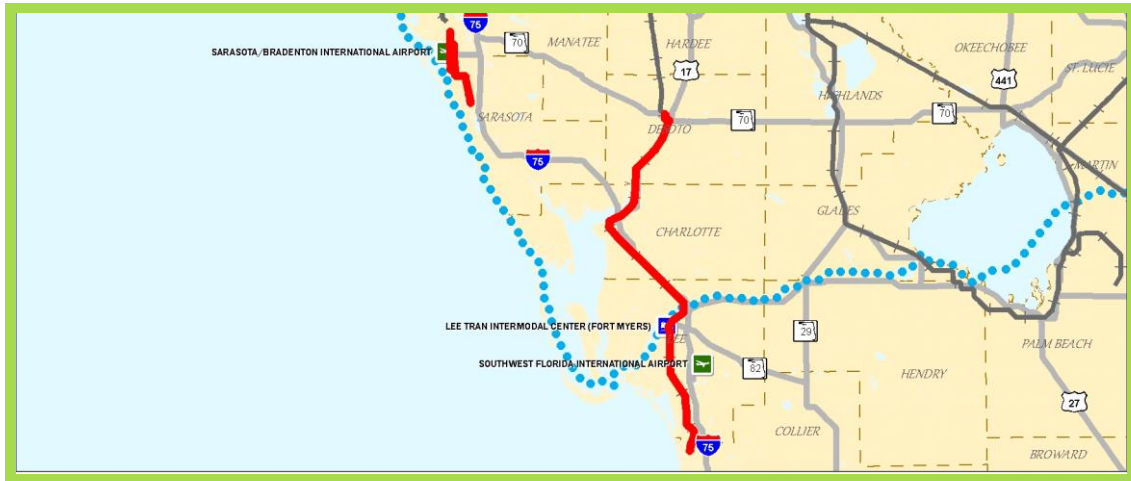 75
SARASOTA/BRADENTON INTERNATIONAL AIRPORT
70
MANATEE
HARDEE
OKEECHOBEE
17
441
ST. LUCIE
HIGHLANDS
SARASOTA
DESOTO
70
70
75
MARTIN
GLADES
CHARLOTTE
LEE TRAN INTERMODAL CENTER (FORT MYERS)
LEE
29
PALM BEACH
SOUTHWEST FLORIDA INTERNATIONAL AIRPORT
82
HENDRY
27
COLLIER
75
BROWARD